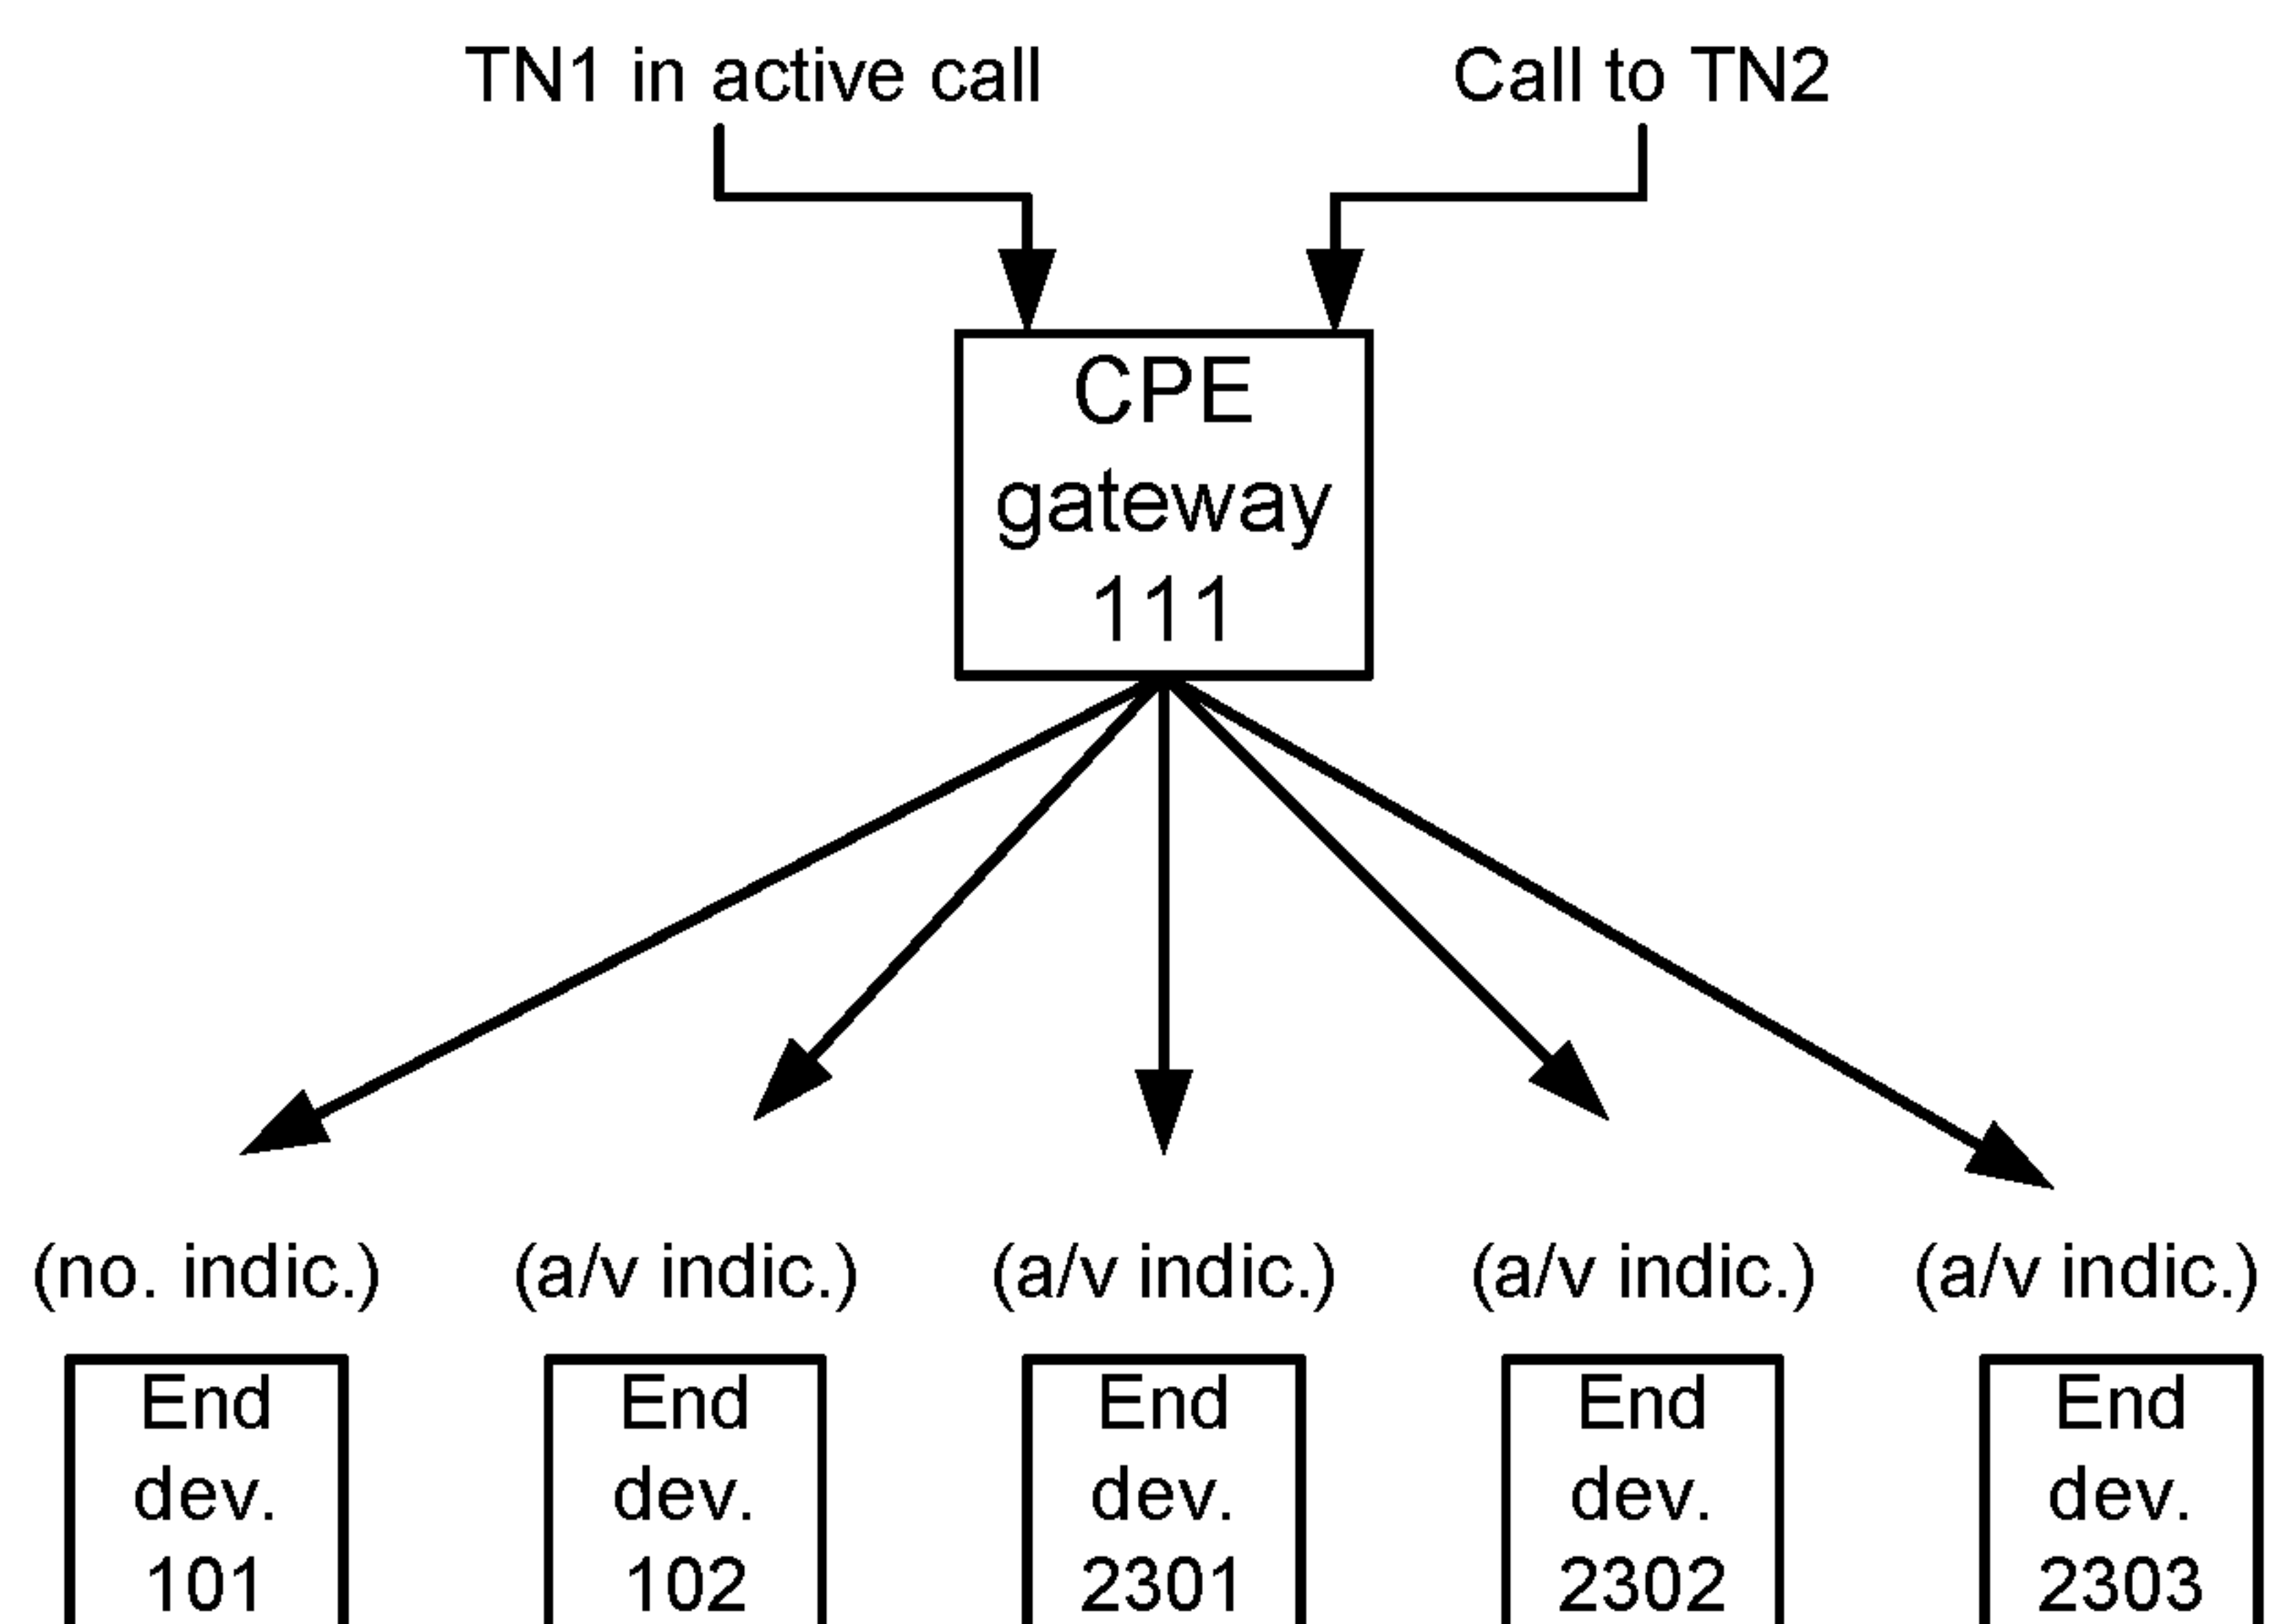 TN1 in active call
Call to TN2
CPE
gateway
111
(no. indic.)
(a/v indic.)
(a/v indic.)
(a/v indic.)
(a/v indic.)
End
dev.
101
End
dev.
102
End
dev.
2301
End
dev.
2302
End
dev.
2303